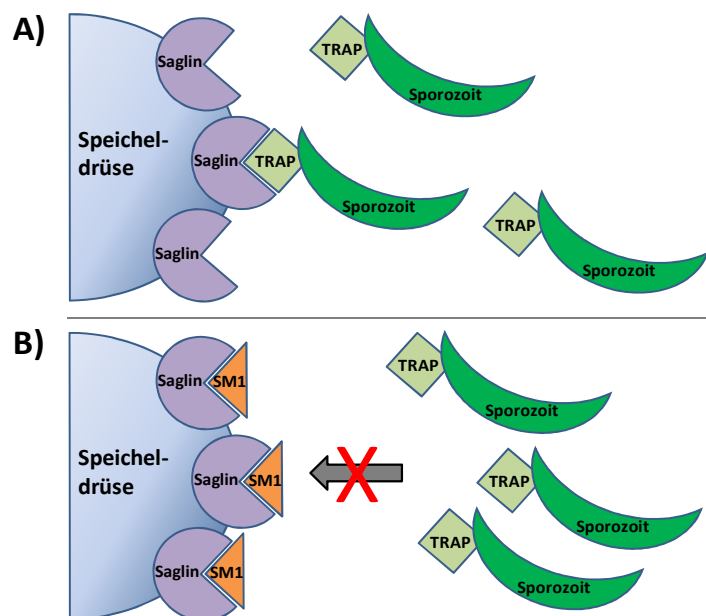 A)
Saglin
TRAP
Sporozoit
Speichel-
drüse
Saglin
TRAP
Sporozoit
TRAP
Sporozoit
Saglin
B)
Saglin
SM1
TRAP
Sporozoit
Speichel-
drüse
Saglin
SM1
TRAP
Sporozoit
TRAP
Sporozoit
Saglin
SM1